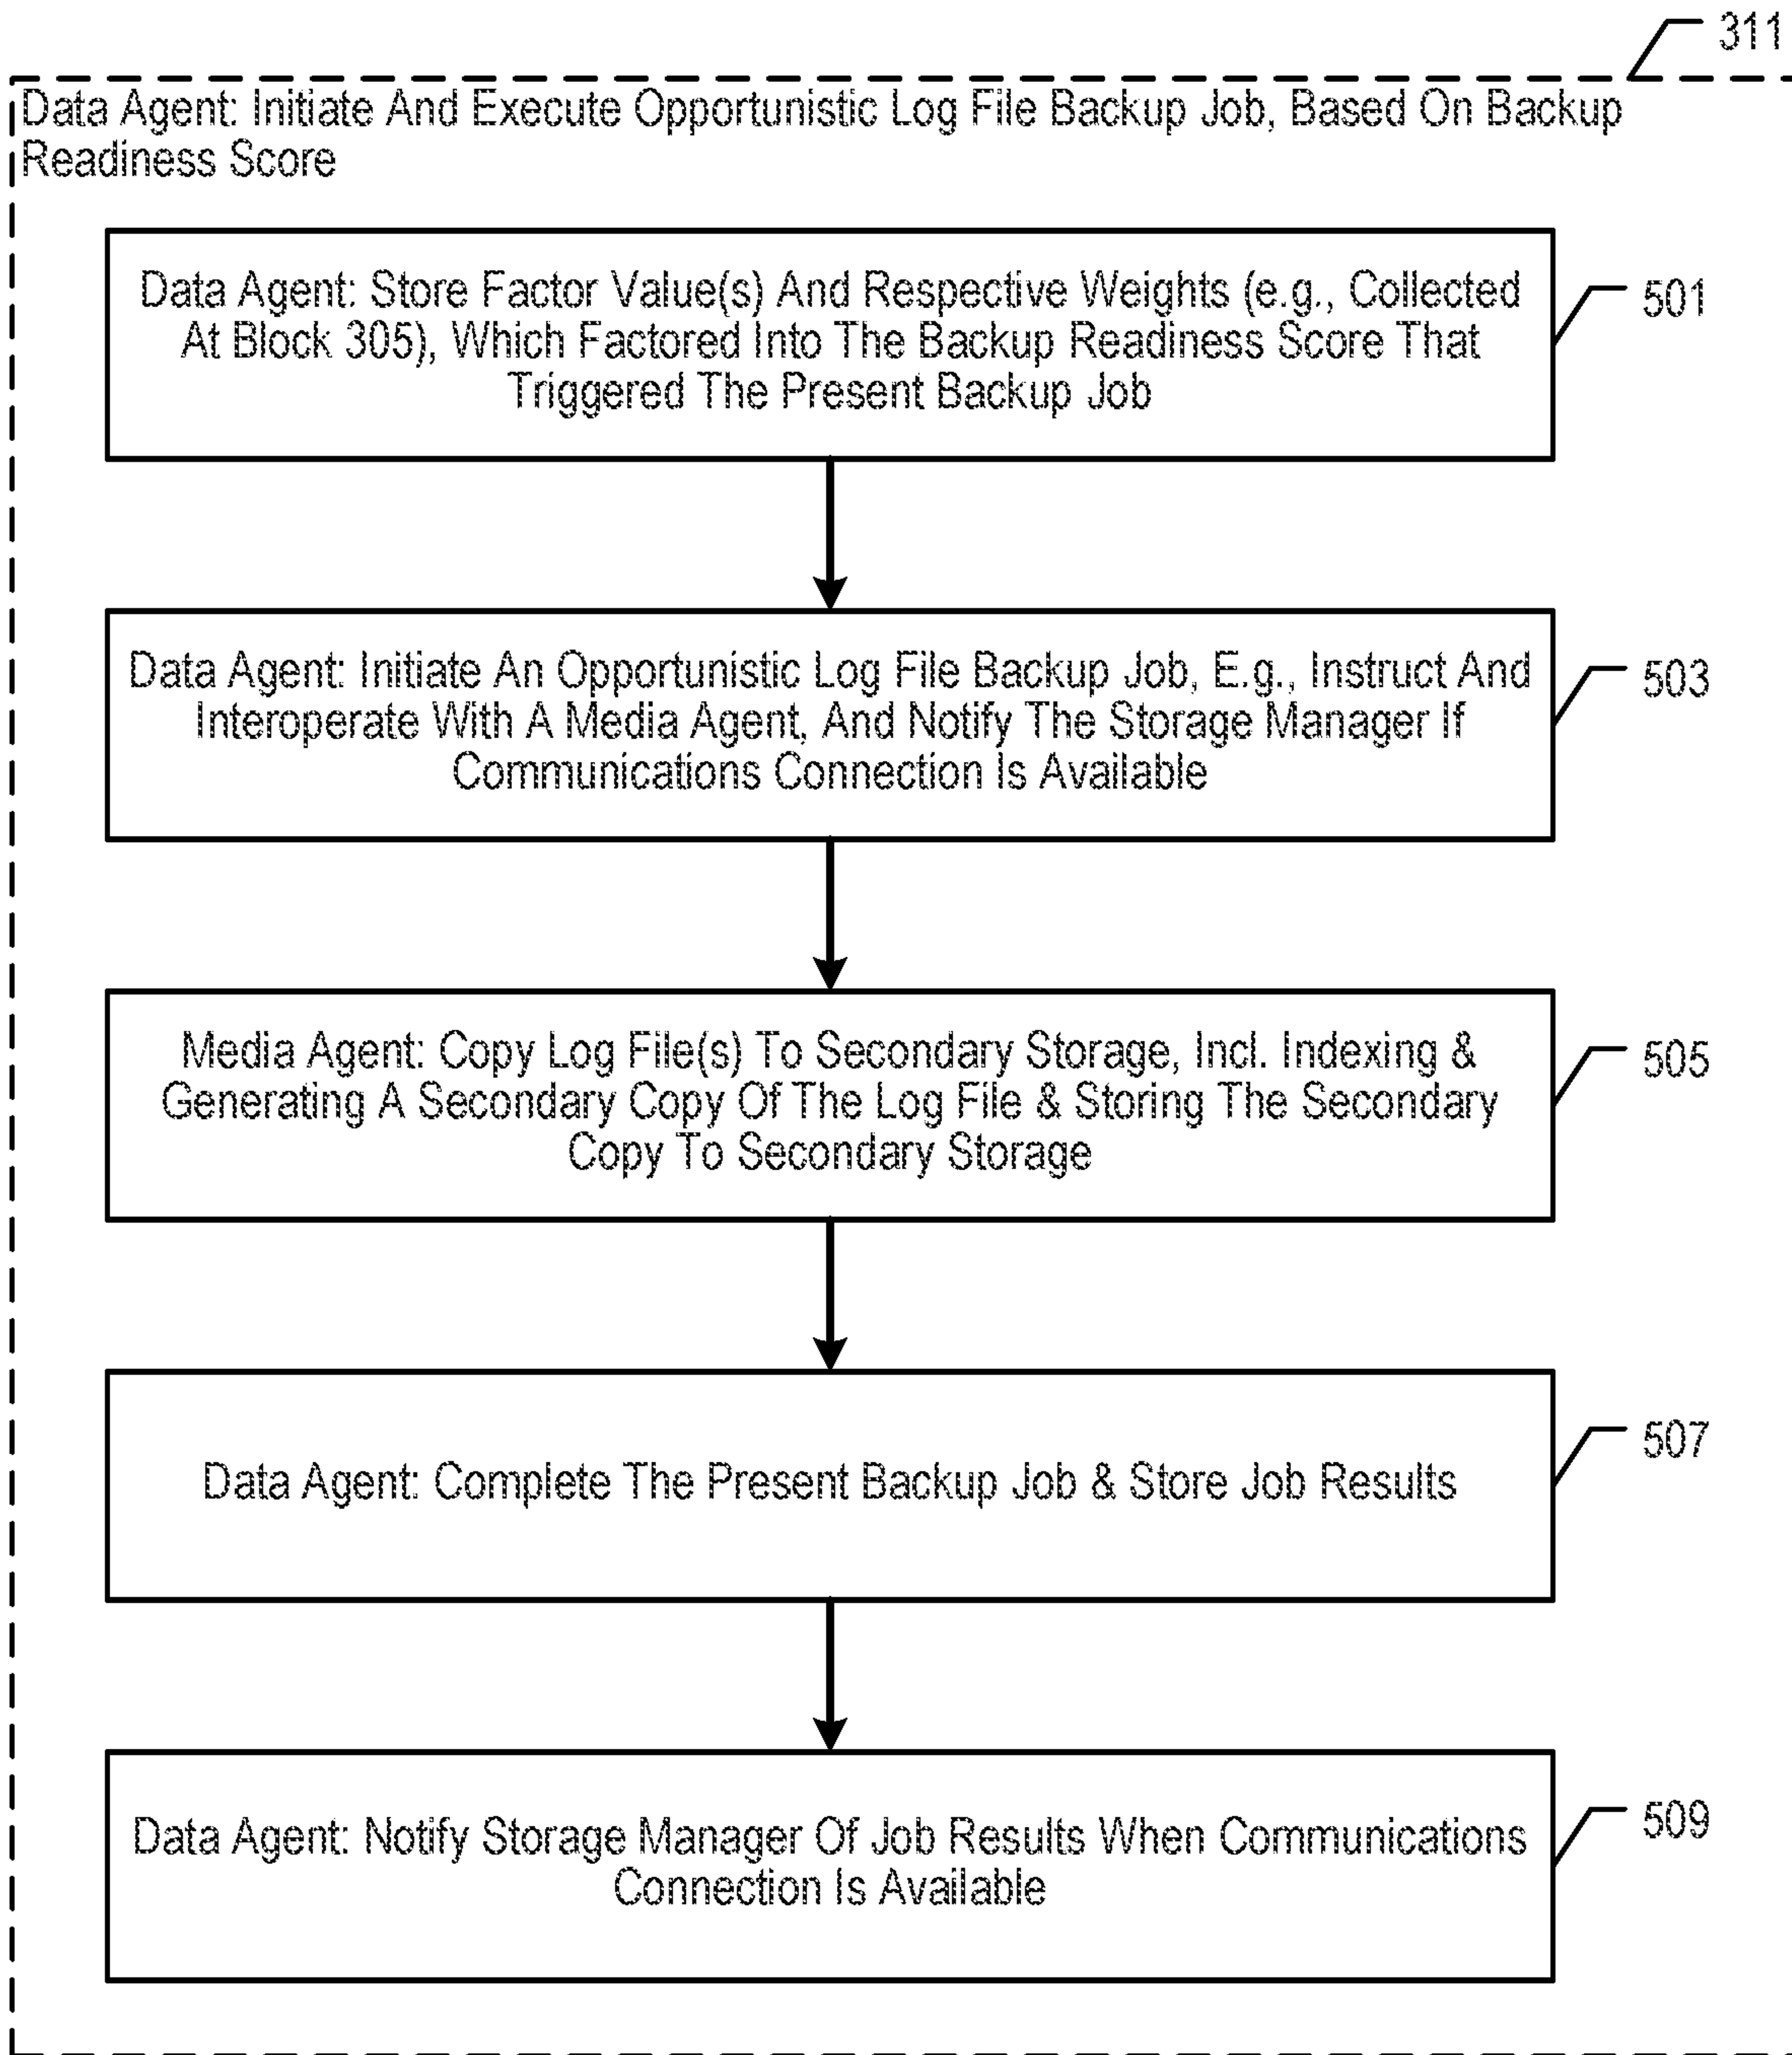 311
Data Agent: Initiate And Execute Opportunistic Log File Backup Job, Based On Backup
Readiness Score
Data Agent: Store Factor Value(s) And Respective Weights (e.g., Collected
At Block 305), Which Factored Into The Backup Readiness Score That
Triggered The Present Backup Job
501
Data Agent: Initiate An Opportunistic Log File Backup Job, E.g., Instruct And
Interoperate With A Media Agent, And Notify The Storage Manager If
Communications Connection Is Available
503
Media Agent: Copy Log File(s) To Secondary Storage, Incl. Indexing &
Generating A Secondary Copy Of The Log File & Storing The Secondary
Copy To Secondary Storage
505
Data Agent: Complete The Present Backup Job & Store Job Results
507
Data Agent: Notify Storage Manager Of Job Results When Communications
Connection Is Available
509